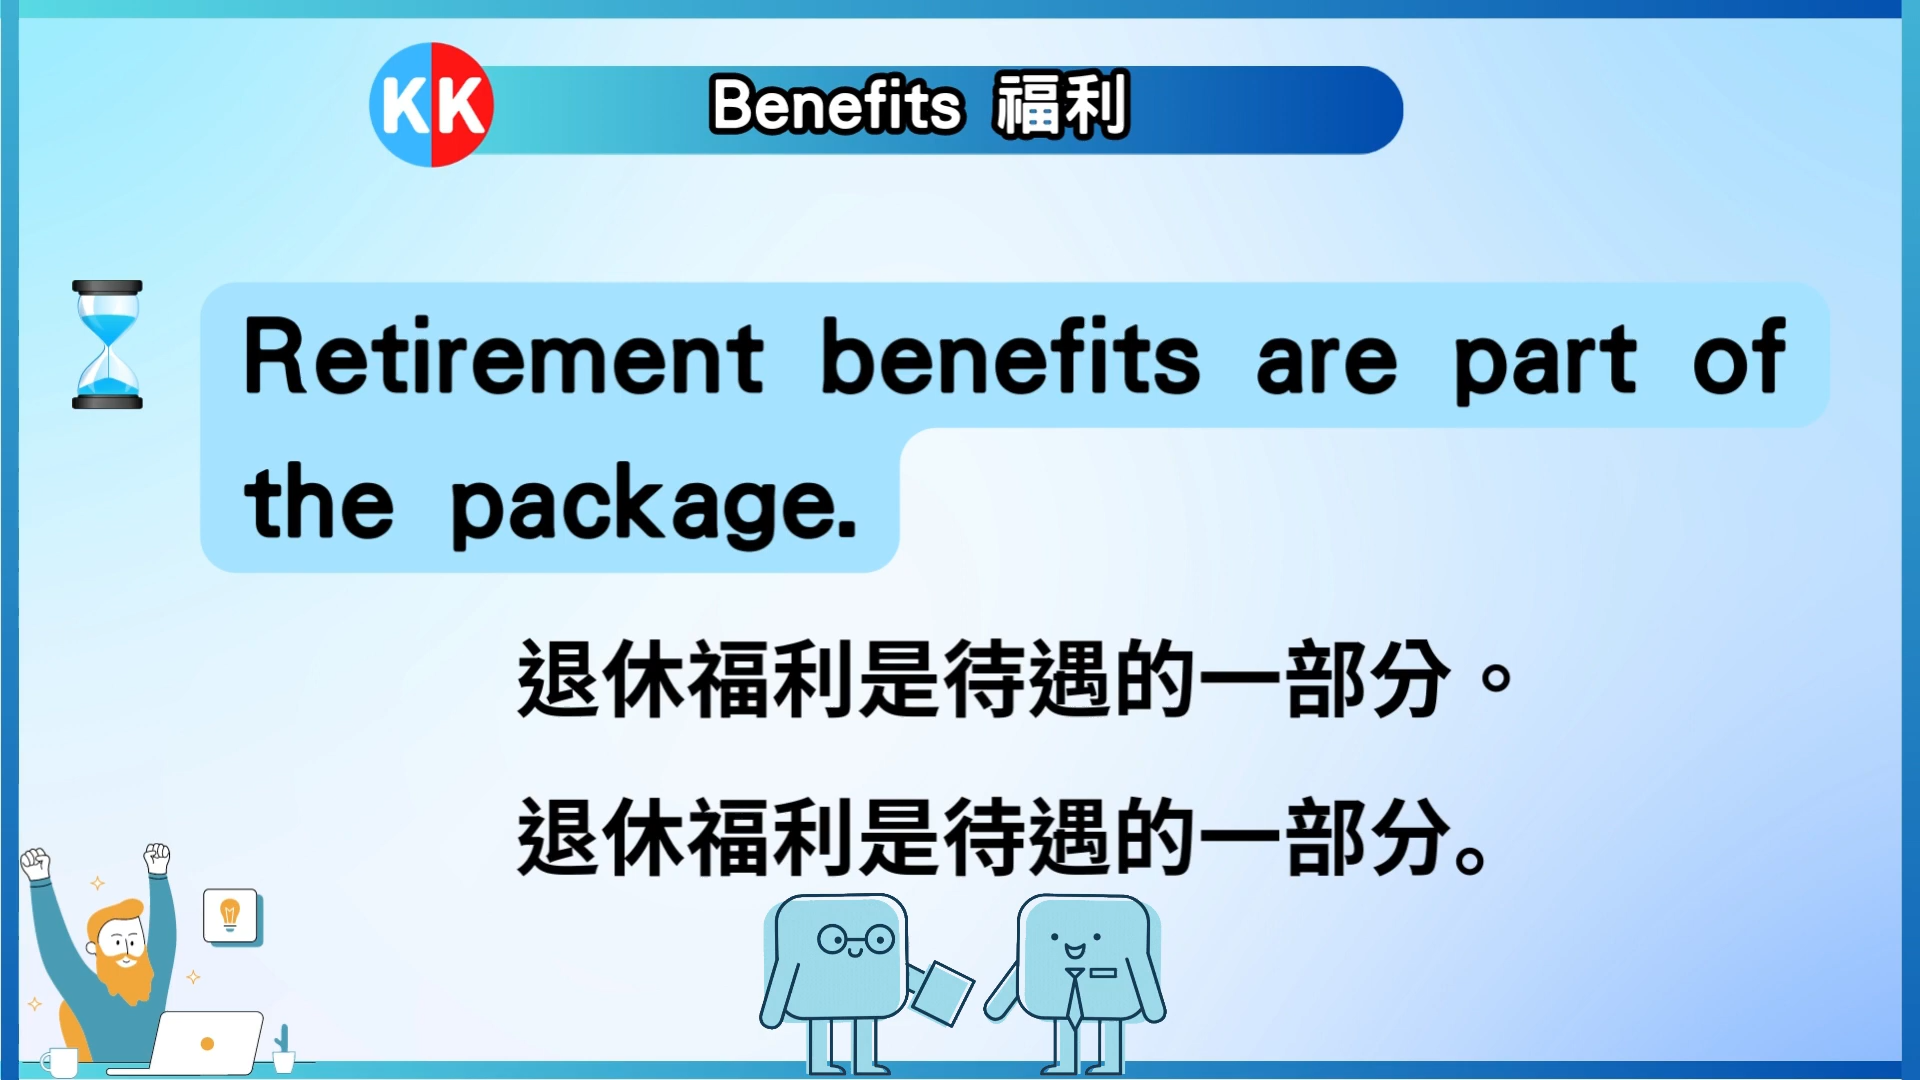 KK
Benefits 福利
Retirement benefits are part of
the package.
退休福利是待遇的一部分。
退休福利是待遇的一部分。